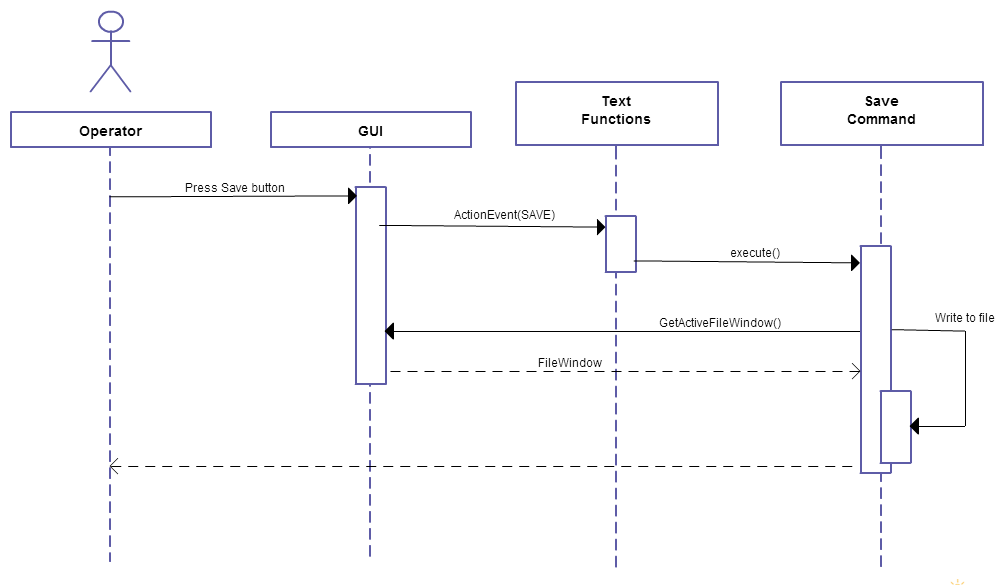 Operator
GUI
Text
Functions
Save
Command
Press Save button
ActionEvent(SAVE)
execute()
GetActiveFileWindow()
Write to file
FileWindow